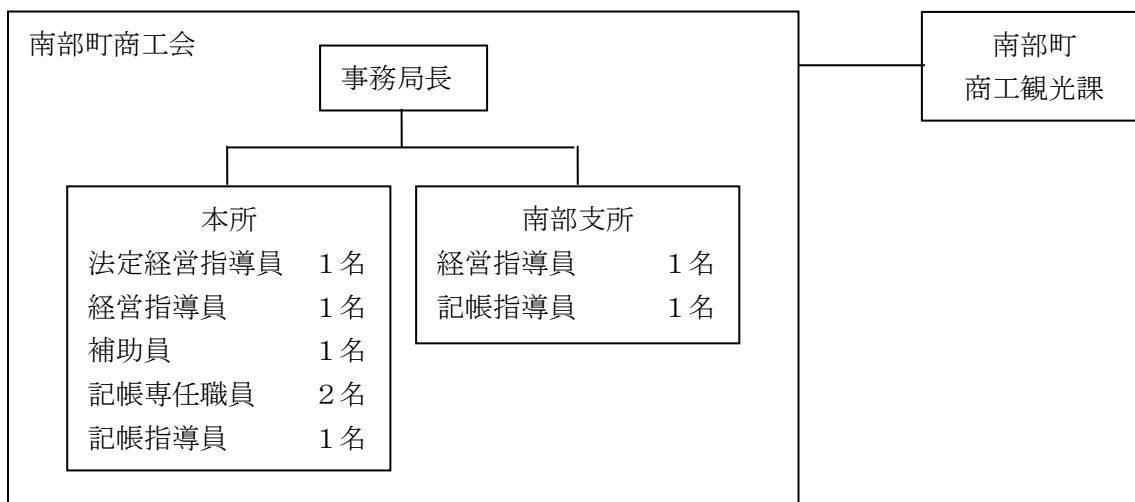 南部町商工会
事務局長
南部町
商工観光課
本所
法定経営指導員 1名
経営指導員 1名
補助員 1名
記帳専任職員 2名
記帳指導員 1名
南部支所
経営指導員 1名
記帳指導員 1名